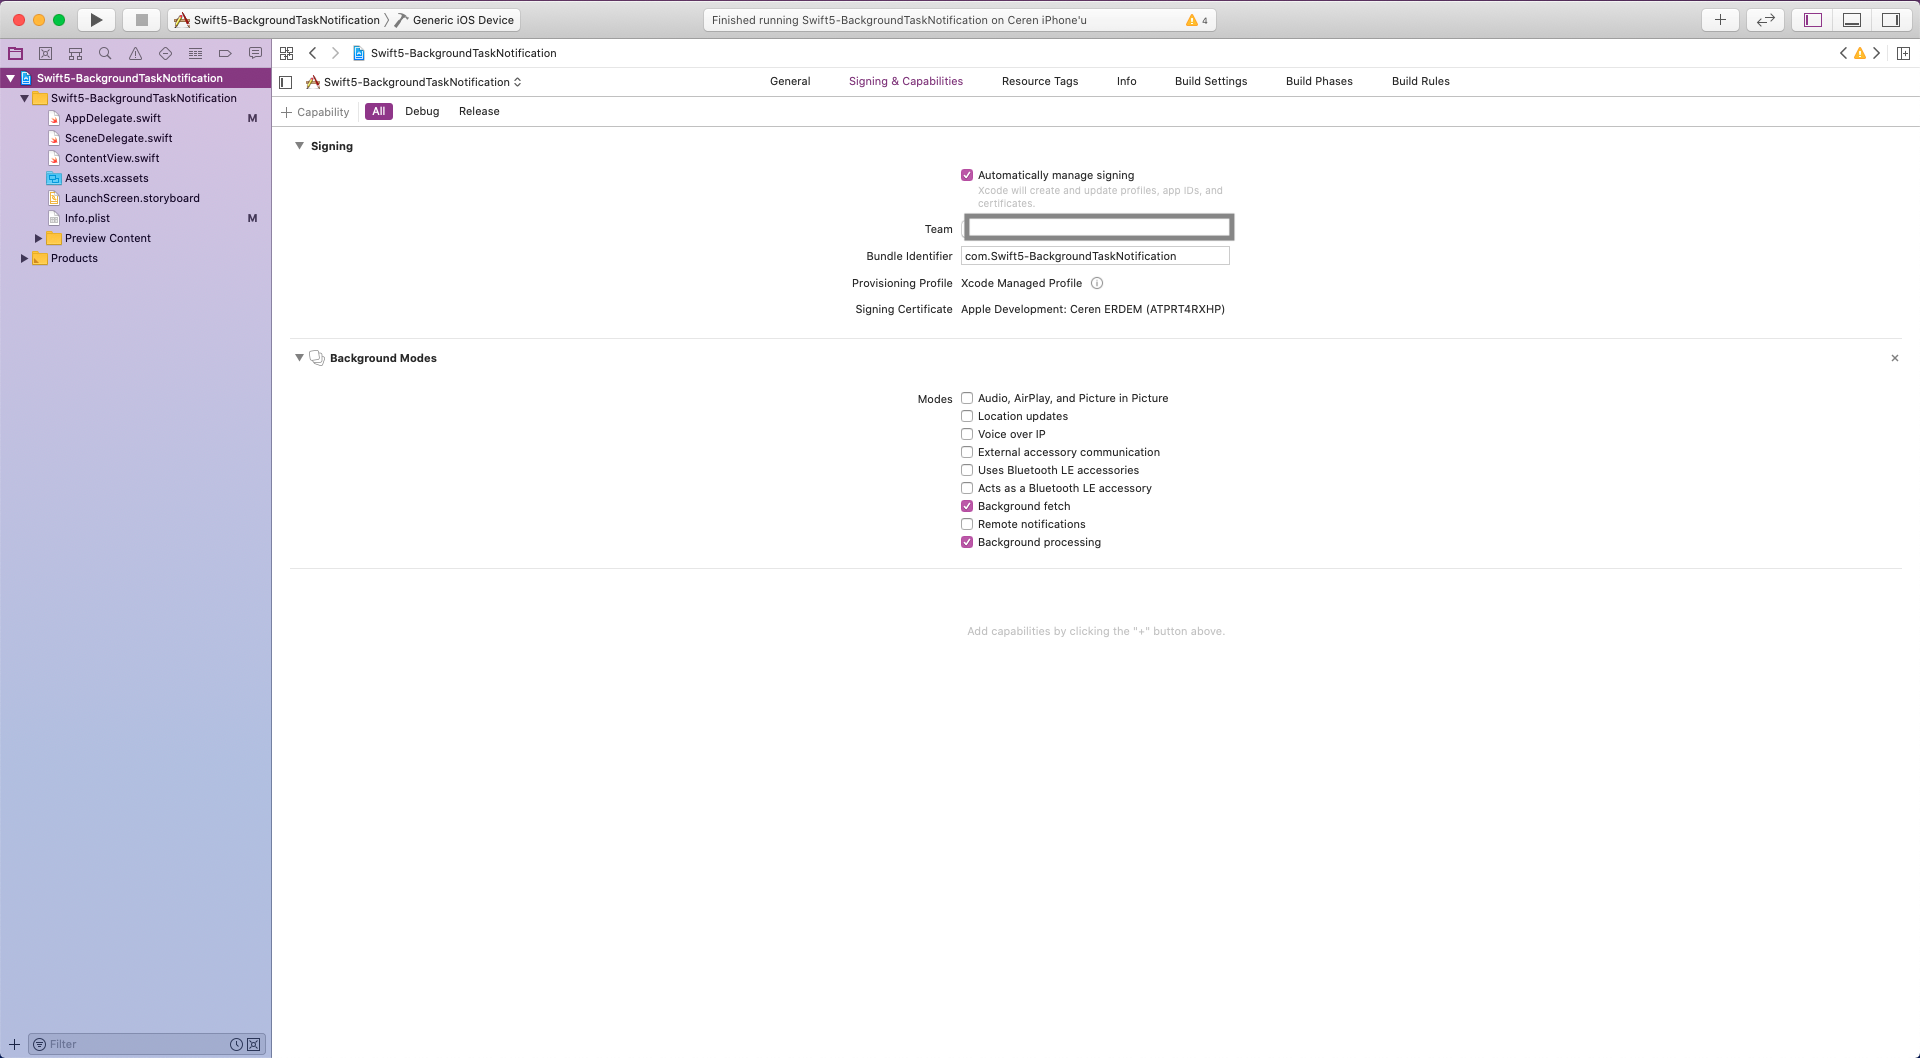 Swift5-BackgroundTaskNotification Generic iOS Device
Finished running Swift5-BackgroundTaskNotification on Ceren iPhone'u 4
Swift5-BackgroundTaskNotification
Swift5-BackgroundTaskNotification
AppDelegate.swift M
SceneDelegate.swift
ContentView.swift
Assets.xcassets
LaunchScreen.storyboard
Info.plist M
Preview Content
Products
Filter
Swift5-BackgroundTaskNotification
Swift5-BackgroundTaskNotification
General Signing & Capabilities Resource Tags Info Build Settings Build Phases Build Rules
+ Capability All Debug Release
Signing
Automatically manage signing
Xcode will create and update profiles, app IDs, and
certificates.
Team
Bundle Identifier com.Swift5-BackgroundTaskNotification
Provisioning Profile Xcode Managed Profile
Signing Certificate Apple Development: Ceren ERDEM (ATPRT4RXHP)
Background Modes
Modes Audio, AirPlay, and Picture in Picture
Location updates
Voice over IP
External accessory communication
Uses Bluetooth LE accessories
Acts as a Bluetooth LE accessory
Background fetch
Remote notifications
Background processing
Add capabilities by clicking the "+" button above.